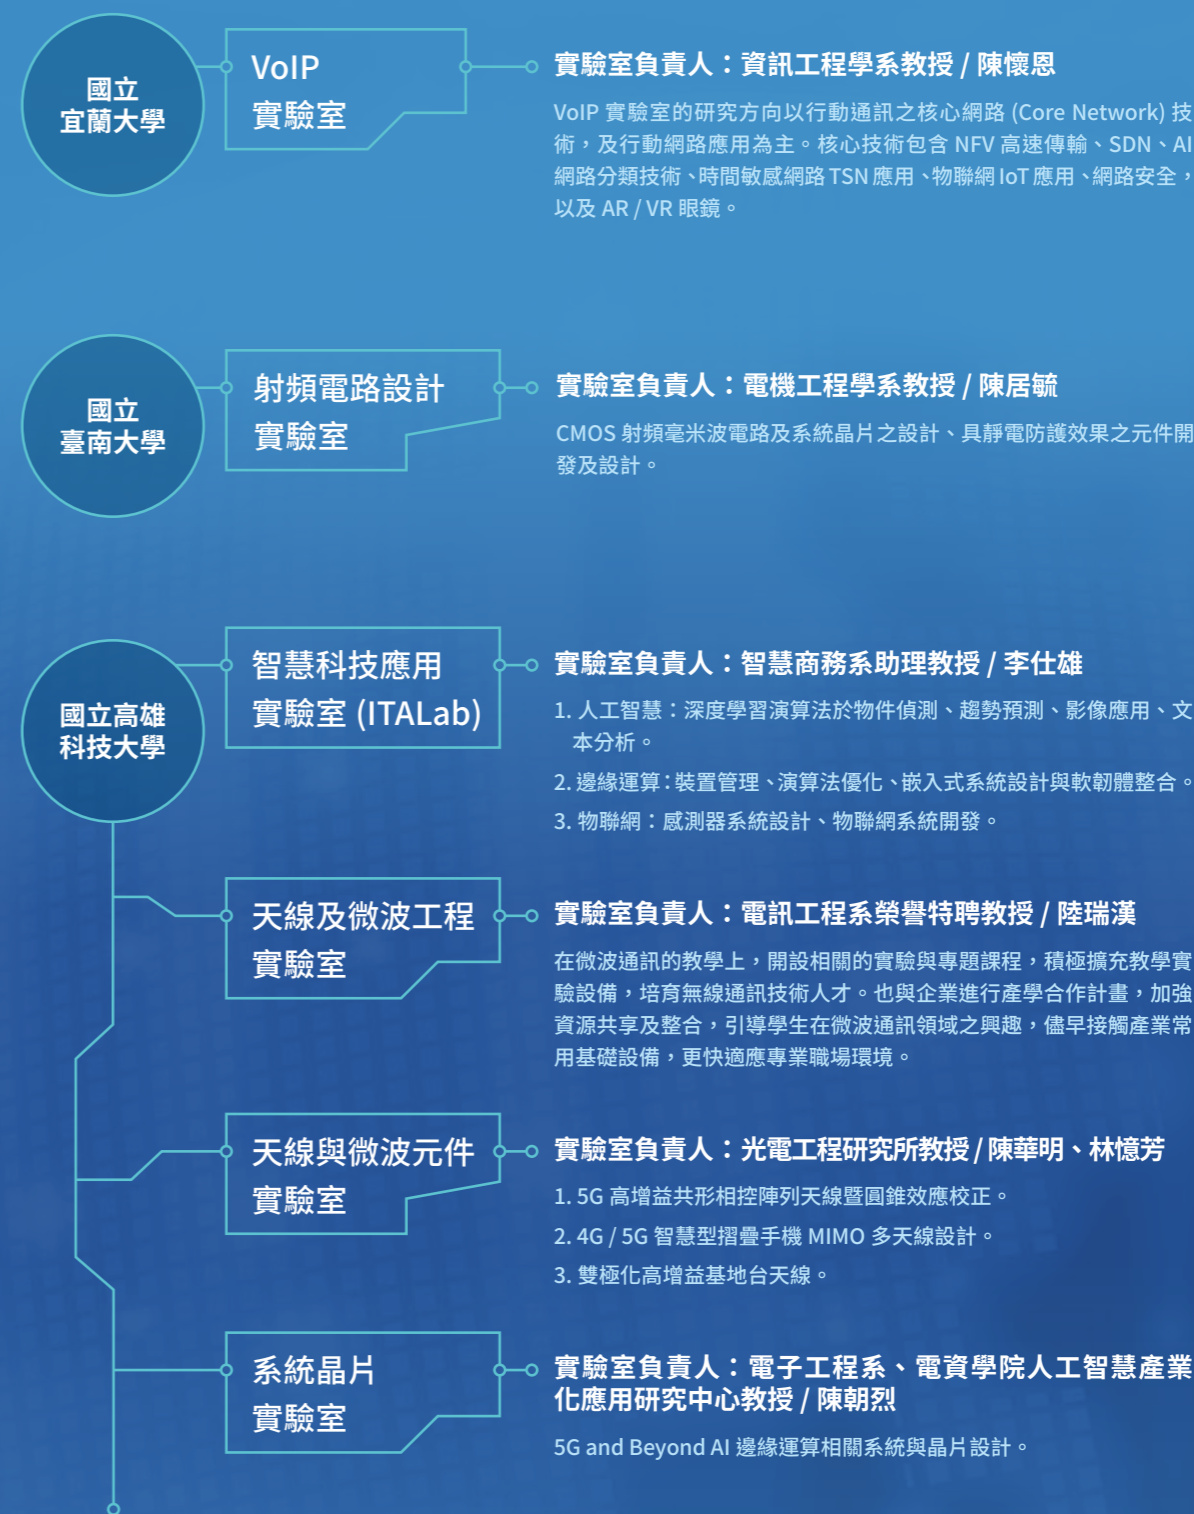 國立
宜蘭大學
VoIP
實驗室
實驗室負責人：資訊工程學系教授 / 陳懷恩
VoIP 實驗室的研究方向以行動通訊之核心網路 (Core Network) 技
術，及行動網路應用為主。核心技術包含 NFV 高速傳輸、SDN、AI
網路分類技術、時間敏感網路 TSN 應用、物聯網 IoT 應用、網路安全，
以及 AR / VR 眼鏡。
國立
臺南大學
射頻電路設計
實驗室
實驗室負責人：電機工程學系教授 / 陳居毓
CMOS 射頻毫米波電路及系統晶片之設計、具靜電防護效果之元件開
發及設計。
國立高雄
科技大學
智慧科技應用
實驗室 (ITALab)
實驗室負責人：智慧商務系助理教授 / 李仕雄
1. 人工智慧：深度學習演算法於物件偵測、趨勢預測、影像應用、文
本分析。
2. 邊緣運算：裝置管理、演算法優化、嵌入式系統設計與軟韌體整合。
3. 物聯網：感測器系統設計、物聯網系統開發。
天線及微波工程
實驗室
實驗室負責人：電訊工程系榮譽特聘教授 / 陸瑞漢
在微波通訊的教學上，開設相關的實驗與專題課程，積極擴充教學實
驗設備，培育無線通訊技術人才。也與企業進行產學合作計畫，加強
資源共享及整合，引導學生在微波通訊領域之興趣，儘早接觸產業常
用基礎設備，更快適應專業職場環境。
天線與微波元件
實驗室
實驗室負責人：光電工程研究所教授 / 陳華明、林憶芳
1. 5G 高增益共形相控陣列天線暨圓錐效應校正。
2. 4G / 5G 智慧型摺疊手機 MIMO 多天線設計。
3. 雙極化高增益基地台天線。
系統晶片
實驗室
實驗室負責人：電子工程系、電資學院人工智慧產業
化應用研究中心教授 / 陳朝烈
5G and Beyond AI 邊緣運算相關系統與晶片設計。